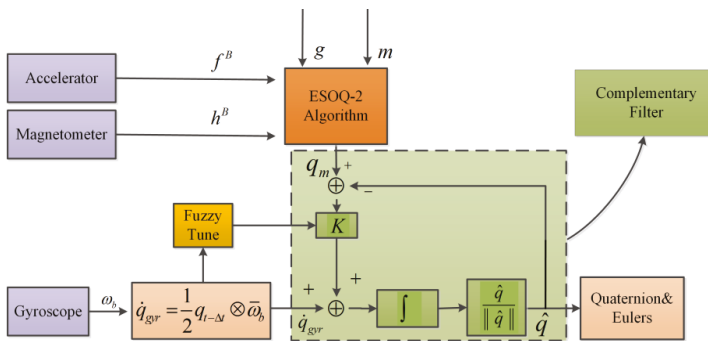 g
m
f^B
Accelerator
ESOQ-2
Algorithm
Complementary
Filter
h^B
Magnetometer
q_m
+
⊕
−
Fuzzy
Tune
K
+
+
Gyroscope
ω_b
q̇_gyr = 1/2 q_{t−Δt} ⊗ ω̄_b
q̇_gyr
⊕
∫
q̂ / ‖ q̂ ‖
q̂
Quaternion&
Eulers